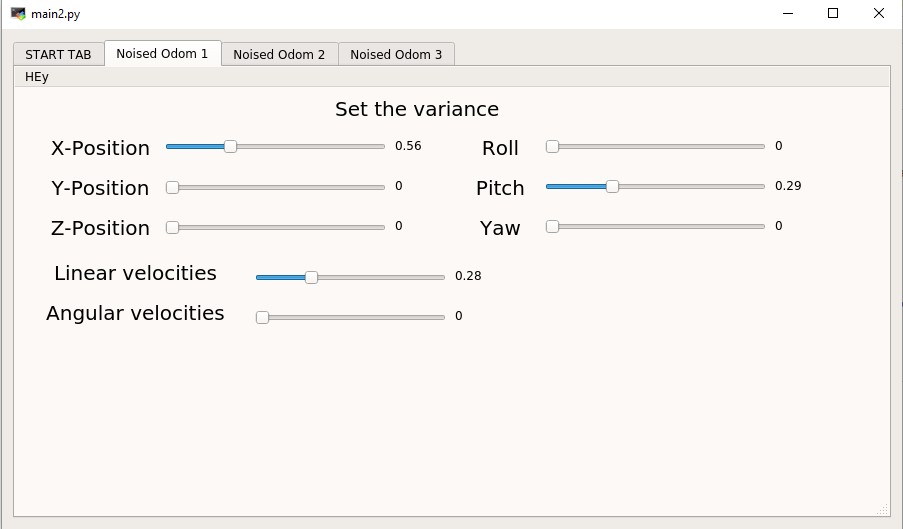 main2.py
START TAB Noised Odom 1 Noised Odom 2 Noised Odom 3
HEy
Set the variance
X-Position 0.56 Roll 0
Y-Position 0 Pitch 0.29
Z-Position 0 Yaw 0
Linear velocities 0.28
Angular velocities 0